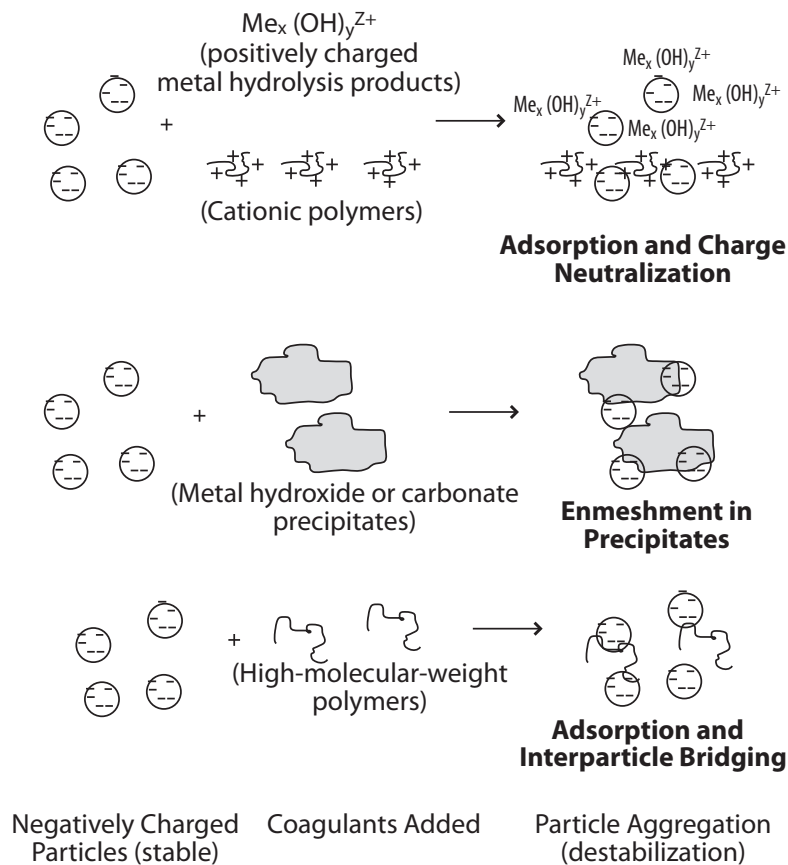 Meₓ (OH)ᵧᶻ⁺
(positively charged
metal hydrolysis products)
+
(Cationic polymers)
Meₓ (OH)ᵧᶻ⁺
Meₓ (OH)ᵧᶻ⁺
Meₓ (OH)ᵧᶻ⁺
Meₓ (OH)ᵧᶻ⁺
Adsorption and Charge
Neutralization
+
(Metal hydroxide or carbonate
precipitates)
Enmeshment in
Precipitates
+
(High-molecular-weight
polymers)
Adsorption and
Interparticle Bridging
Negatively Charged
Particles (stable)
Coagulants Added
Particle Aggregation
(destabilization)